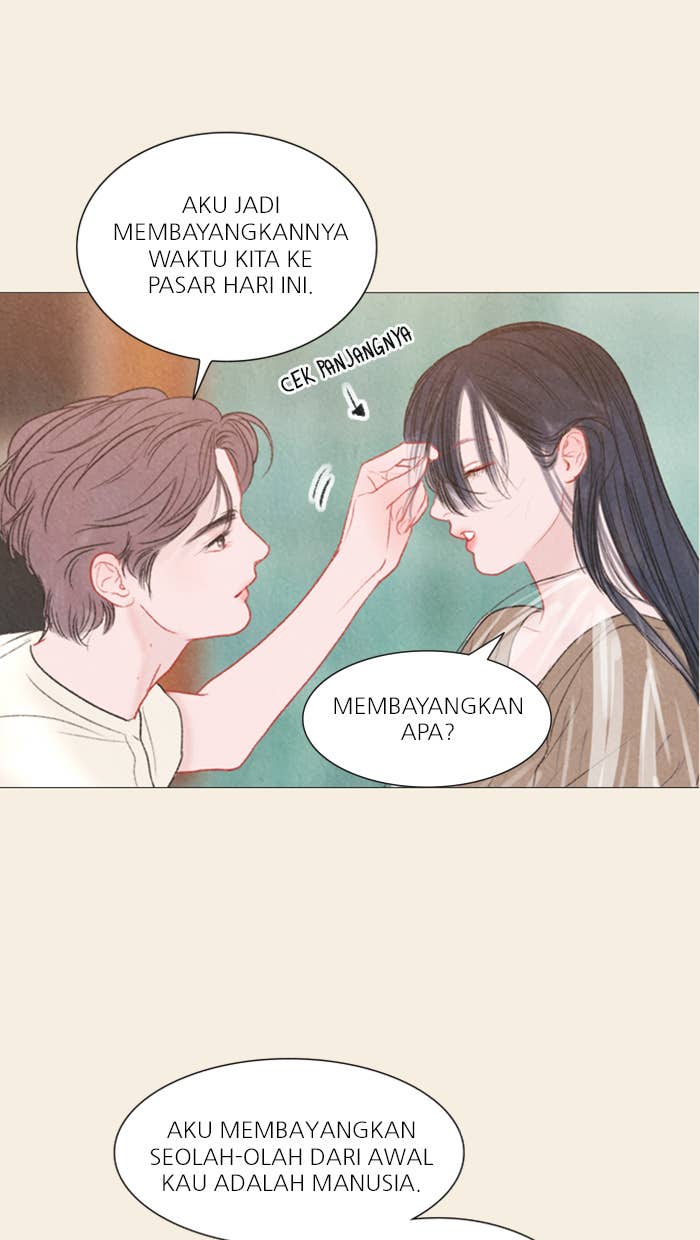 AKU JADI
MEMBAYANGKANNYA
WAKTU KITA KE
PASAR HARI INI.
CEK PANJANGNYA
MEMBAYANGKAN
APA?
AKU MEMBAYANGKAN
SEOLAH-OLAH DARI AWAL
KAU ADALAH MANUSIA.